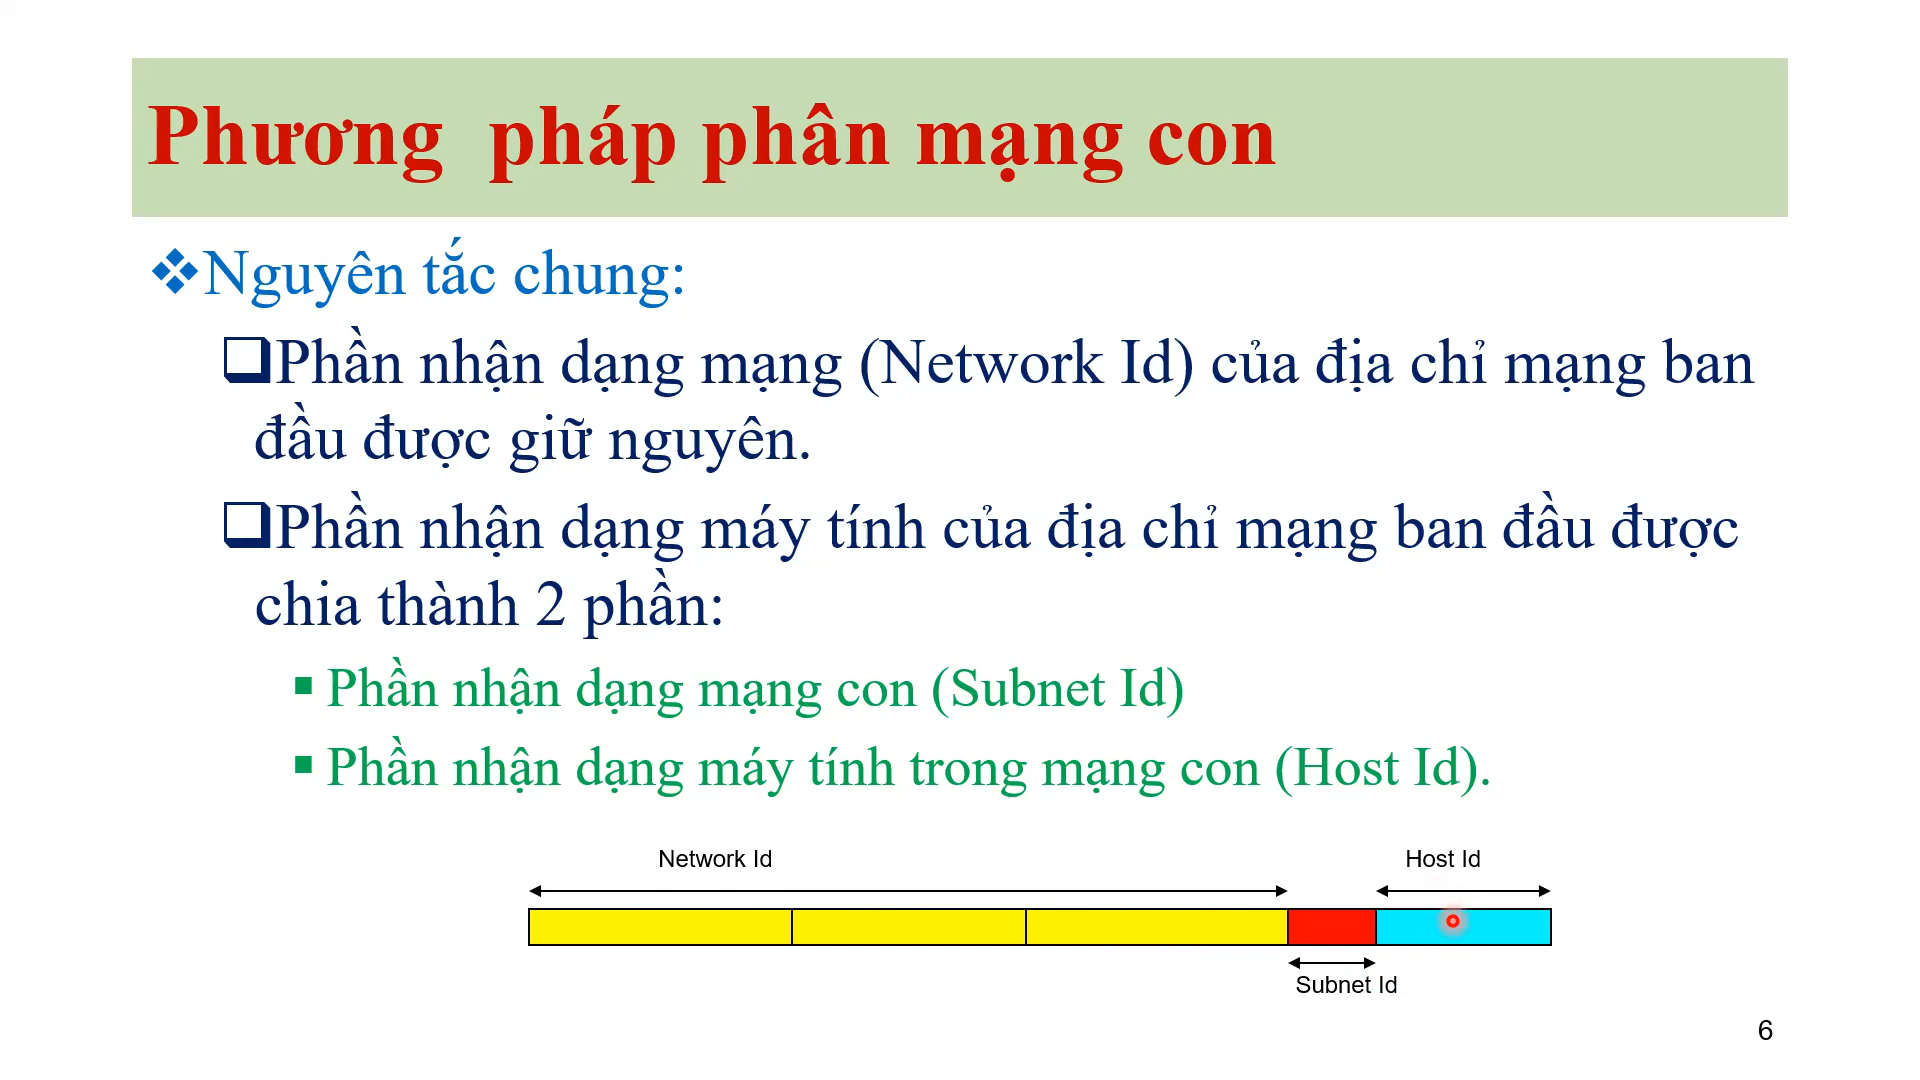 Phương pháp phân mạng con
Nguyên tắc chung:
Phần nhận dạng mạng (Network Id) của địa chỉ mạng ban
đầu được giữ nguyên.
Phần nhận dạng máy tính của địa chỉ mạng ban đầu được
chia thành 2 phần:
Phần nhận dạng mạng con (Subnet Id)
Phần nhận dạng máy tính trong mạng con (Host Id).
Network Id
Host Id
Subnet Id
6